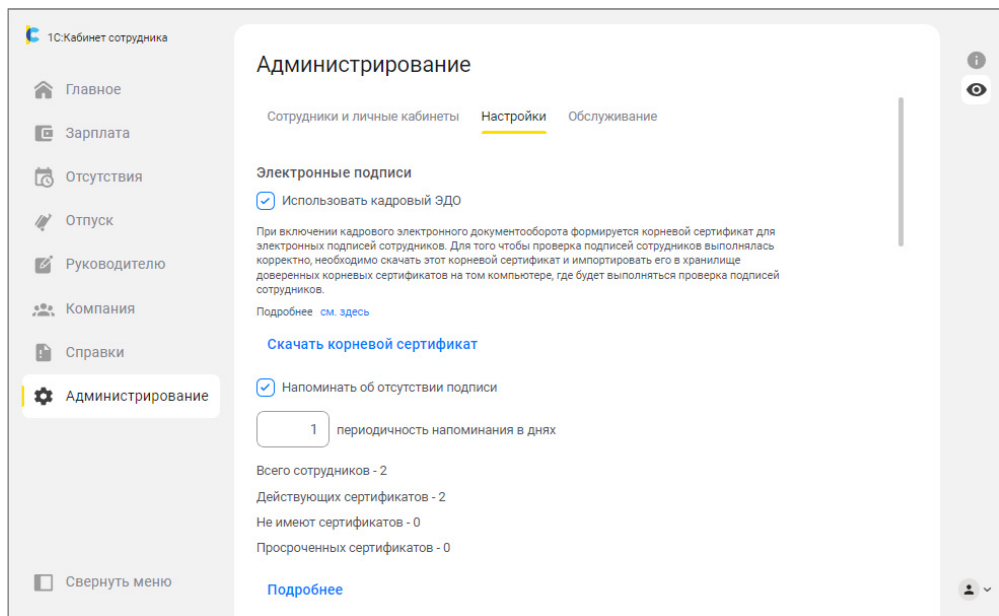 1С:Кабинет сотрудника
Главное
Зарплата
Отсутствия
Отпуск
Руководителю
Компания
Справки
Администрирование
Свернуть меню
Администрирование
Сотрудники и личные кабинеты Настройки Обслуживание
Электронные подписи
Использовать кадровый ЭДО
При включении кадрового электронного документооборота формируется корневой сертификат для
электронных подписей сотрудников. Для того чтобы проверка подписей сотрудников выполнялась
корректно, необходимо скачать этот корневой сертификат и импортировать его в хранилище
доверенных корневых сертификатов на том компьютере, где будет выполняться проверка подписей
сотрудников.
Подробнее см. здесь
Скачать корневой сертификат
Напоминать об отсутствии подписи
1 периодичность напоминания в днях
Всего сотрудников - 2
Действующих сертификатов - 2
Не имеют сертификатов - 0
Просроченных сертификатов - 0
Подробнее